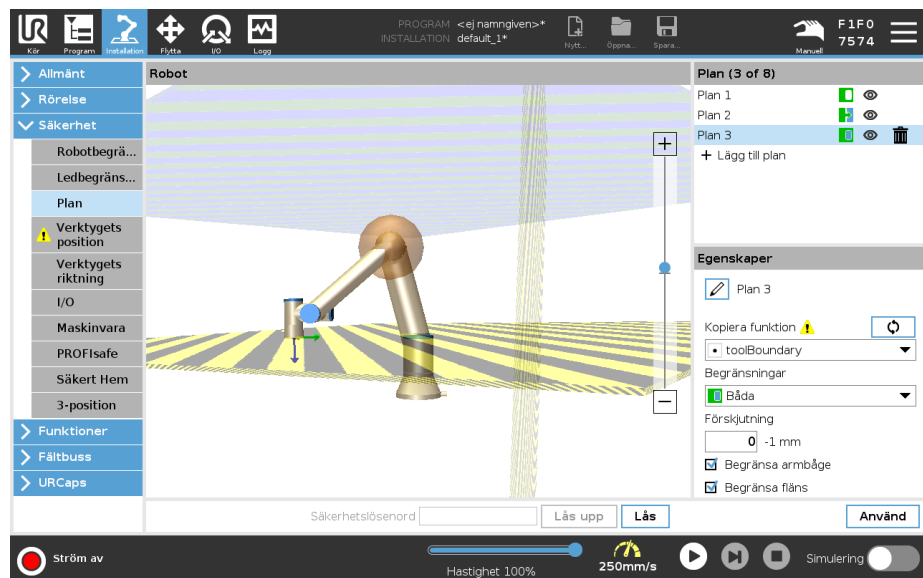 UR
PROGRAM <ej namngiven>*
INSTALLATION default_1*
Kör Program Installation Flytta I/O Logg
Nytt... Öppna... Spara...
Manuell
F1F0
7574
Allmänt
Rörelse
Säkerhet
Robotbegrä...
Ledbegräns...
Plan
Verktygets
position
Verktygets
riktning
I/O
Maskinvara
PROFIsafe
Säkert Hem
3-position
Funktioner
Fältbuss
URCaps
Robot
Plan (3 of 8)
Plan 1
Plan 2
Plan 3
+ Lägg till plan
Egenskaper
Plan 3
Kopiera funktion
toolBoundary
Begränsningar
Båda
Förskjutning
0 -1 mm
Begränsa armbåge
Begränsa fläns
Säkerhetslösenord
Lås upp
Lås
Använd
Ström av
Hastighet 100%
250mm/s
Simulering